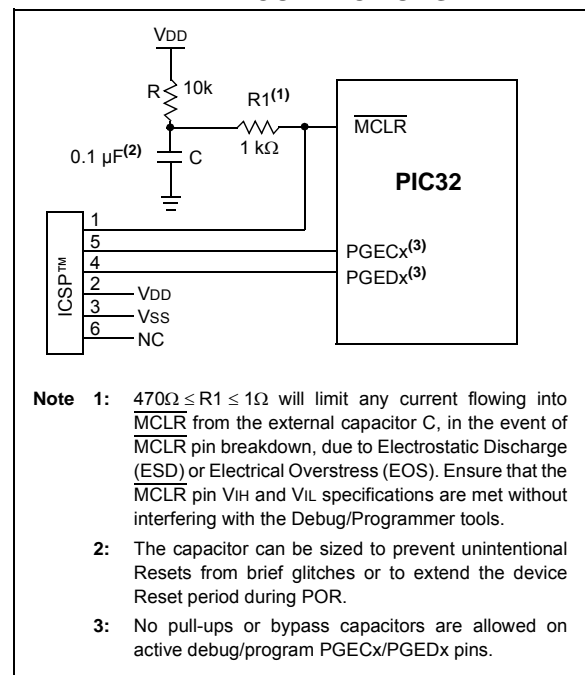 VDD
R 10k
R1(1)
1 kΩ
0.1 µF(2) C
MCLR
PIC32
PGECx(3)
PGEDx(3)
ICSP™
1
5
4
2 VDD
3 VSS
6 NC
Note 1: 470Ω ≤ R1 ≤ 1Ω will limit any current flowing into
MCLR from the external capacitor C, in the event of
MCLR pin breakdown, due to Electrostatic Discharge
(ESD) or Electrical Overstress (EOS). Ensure that the
MCLR pin VIH and VIL specifications are met without
interfering with the Debug/Programmer tools.
2: The capacitor can be sized to prevent unintentional
Resets from brief glitches or to extend the device
Reset period during POR.
3: No pull-ups or bypass capacitors are allowed on
active debug/program PGECx/PGEDx pins.